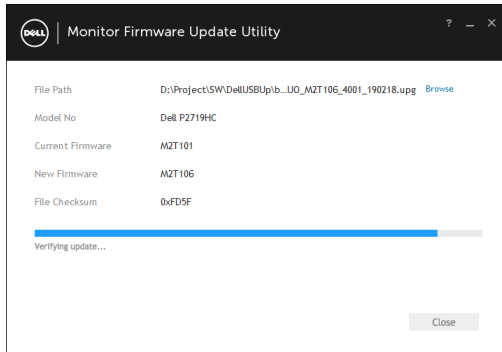 DELL Monitor Firmware Update Utility ? _ ×
File Path D:\Project\SW\DellUSBUp\b...UO_M2T106_4001_190218.upg Browse
Model No Dell P2719HC
Current Firmware M2T101
New Firmware M2T106
File Checksum 0xFD5F
Verifying update...
Close